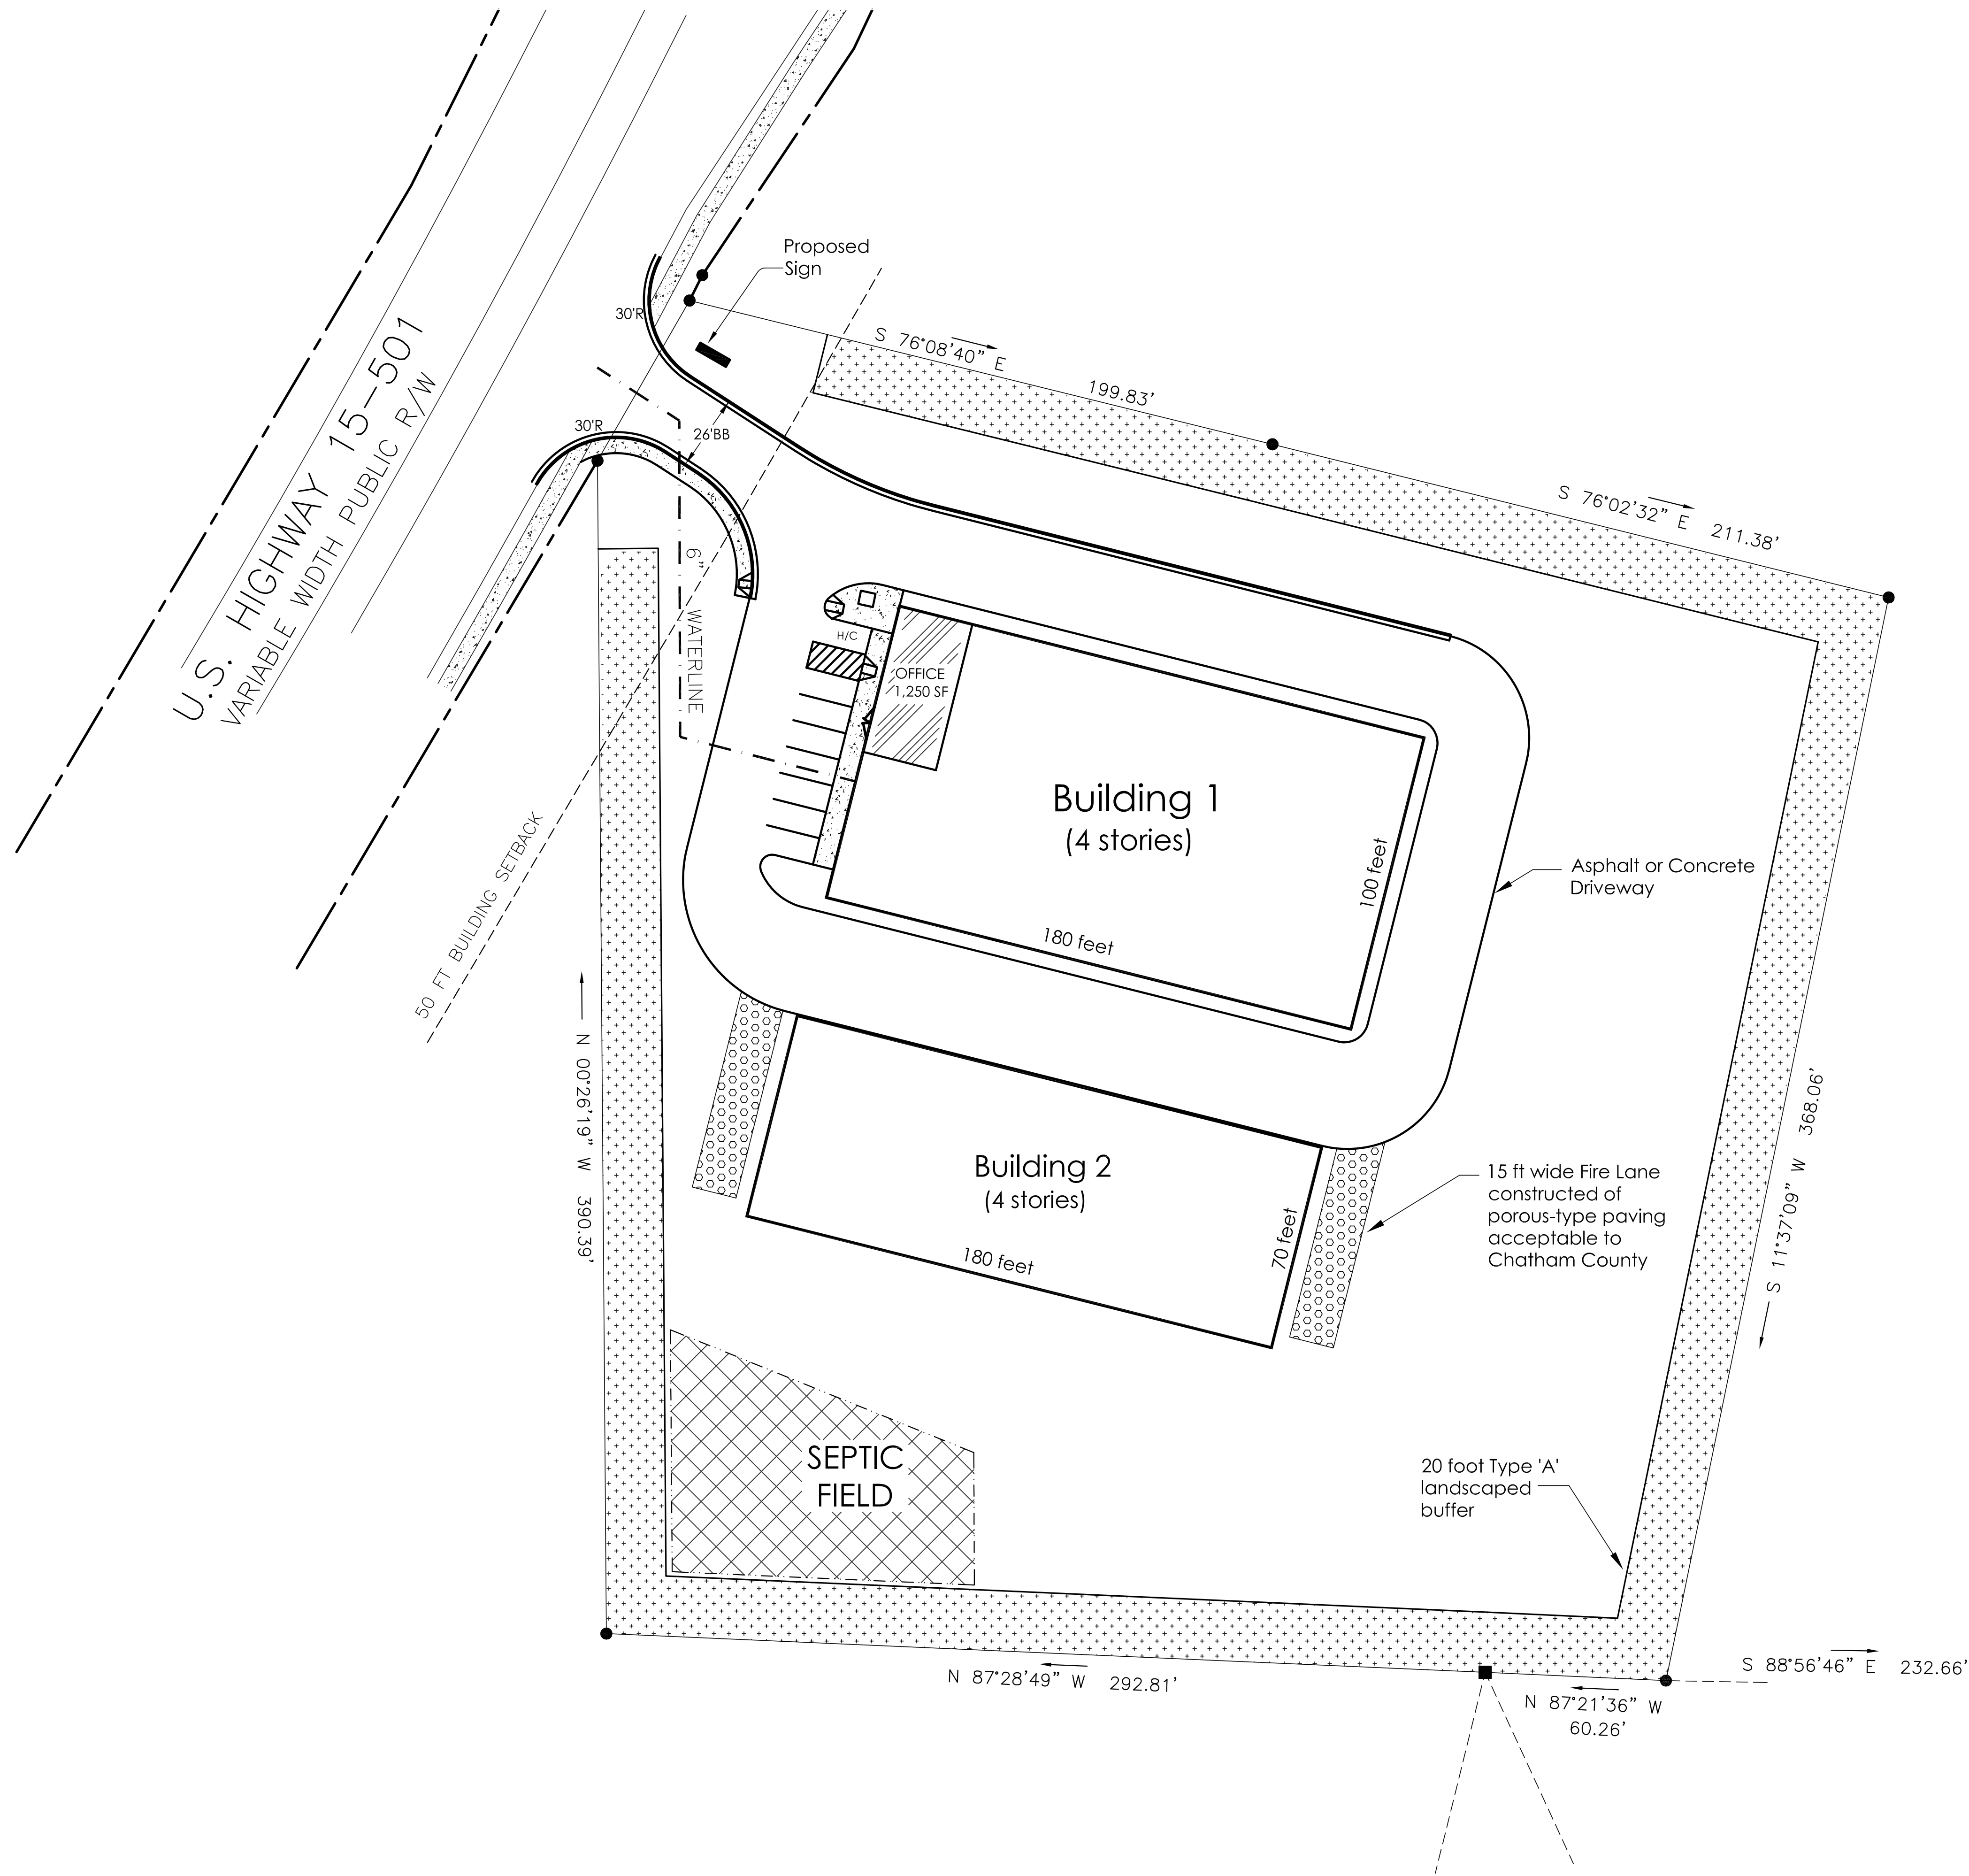 Proposed
Sign
30'R
S 76°08'40" E
199.83'
U.S. HIGHWAY 15–501
VARIABLE WIDTH PUBLIC R/W
30'R
26'BB
S 76°02'32" E 211.38'
6" WATERLINE
H/C
OFFICE
1,250 SF
Building 1
(4 stories)
100 feet
180 feet
Asphalt or Concrete
Driveway
50 FT BUILDING SETBACK
N 00°26'19" W 390.39'
S 11°37'09" W 368.06'
Building 2
(4 stories)
70 feet
180 feet
15 ft wide Fire Lane
constructed of
porous-type paving
acceptable to
Chatham County
SEPTIC
FIELD
20 foot Type 'A'
landscaped
buffer
N 87°28'49" W 292.81'
S 88°56'46" E 232.66'
N 87°21'36" W
60.26'